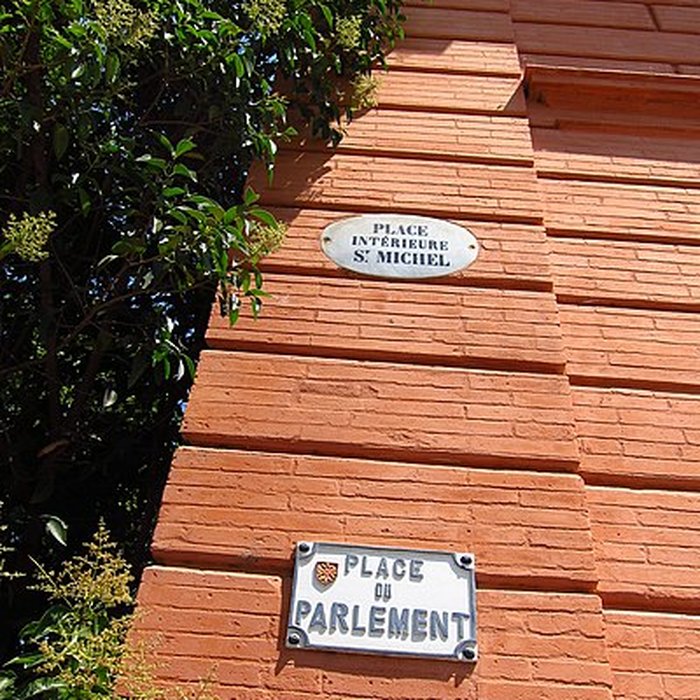 PLACE
INTÉRIEURE
ST MICHEL
PLACE
DU
PARLEMENT